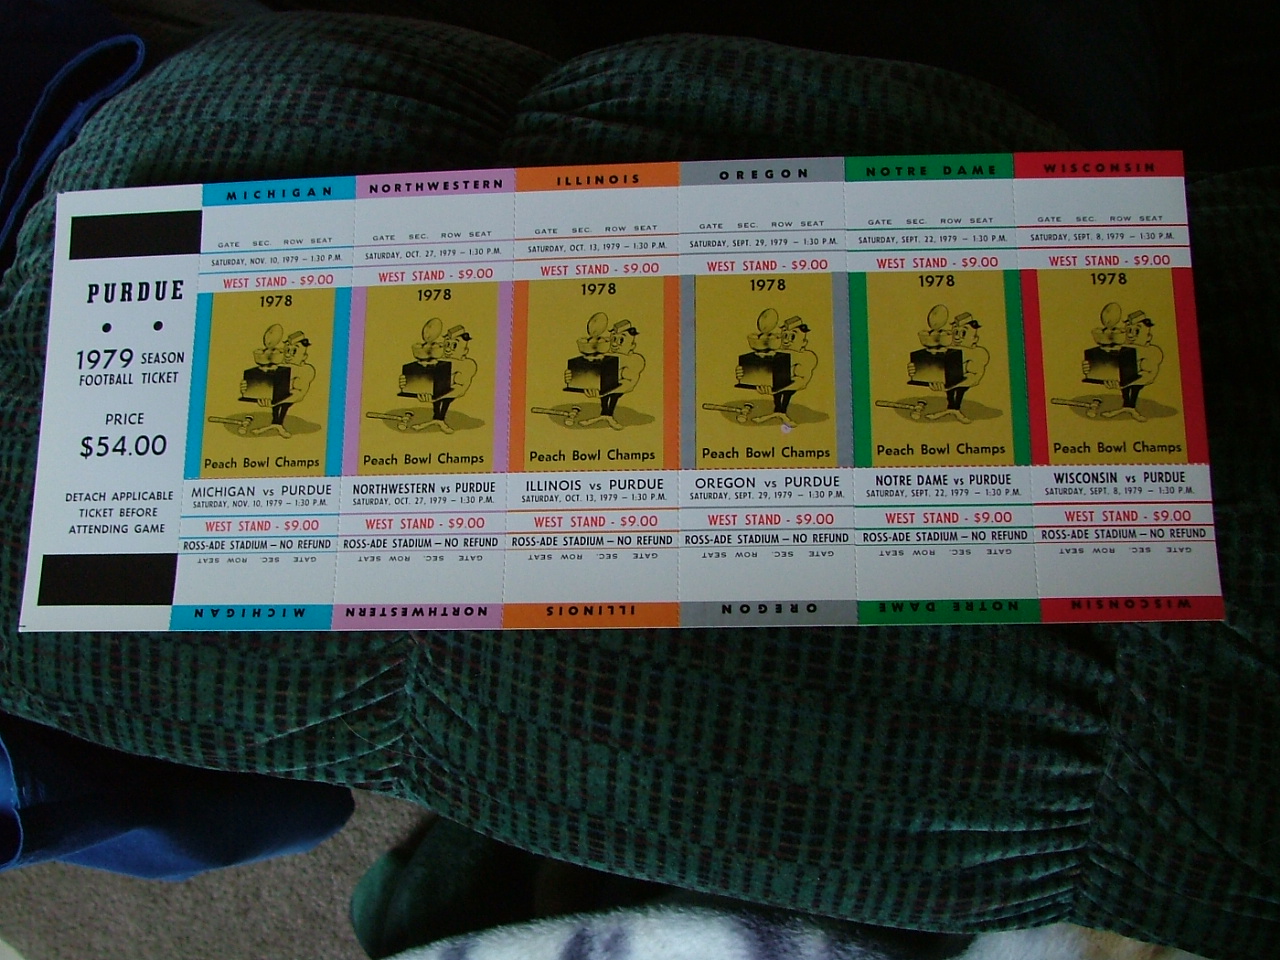 PURDUE
1979 SEASON
FOOTBALL TICKET
PRICE
$54.00
DETACH APPLICABLE
TICKET BEFORE
ATTENDING GAME
MICHIGAN
GATE SEC. ROW SEAT
SATURDAY, NOV. 10, 1979 — 1:30 P.M.
WEST STAND - $9.00
1978
Peach Bowl Champs
MICHIGAN vs PURDUE
SATURDAY, NOV. 10, 1979 — 1:30 P.M.
WEST STAND - $9.00
ROSS-ADE STADIUM — NO REFUND
GATE SEC. ROW SEAT
MICHIGAN
NORTHWESTERN
GATE SEC. ROW SEAT
SATURDAY, OCT. 27, 1979 — 1:30 P.M.
WEST STAND - $9.00
1978
Peach Bowl Champs
NORTHWESTERN vs PURDUE
SATURDAY, OCT. 27, 1979 — 1:30 P.M.
WEST STAND - $9.00
ROSS-ADE STADIUM — NO REFUND
GATE SEC. ROW SEAT
NORTHWESTERN
ILLINOIS
GATE SEC. ROW SEAT
SATURDAY, OCT. 13, 1979 — 1:30 P.M.
WEST STAND - $9.00
1978
Peach Bowl Champs
ILLINOIS vs PURDUE
SATURDAY, OCT. 13, 1979 — 1:30 P.M.
WEST STAND - $9.00
ROSS-ADE STADIUM — NO REFUND
GATE SEC. ROW SEAT
ILLINOIS
OREGON
GATE SEC. ROW SEAT
SATURDAY, SEPT. 29, 1979 — 1:30 P.M.
WEST STAND - $9.00
1978
Peach Bowl Champs
OREGON vs PURDUE
SATURDAY, SEPT. 29, 1979 — 1:30 P.M.
WEST STAND - $9.00
ROSS-ADE STADIUM — NO REFUND
GATE SEC. ROW SEAT
OREGON
NOTRE DAME
GATE SEC. ROW SEAT
SATURDAY, SEPT. 22, 1979 — 1:30 P.M.
WEST STAND - $9.00
1978
Peach Bowl Champs
NOTRE DAME vs PURDUE
SATURDAY, SEPT. 22, 1979 — 1:30 P.M.
WEST STAND - $9.00
ROSS-ADE STADIUM — NO REFUND
GATE SEC. ROW SEAT
NOTRE DAME
WISCONSIN
GATE SEC. ROW SEAT
SATURDAY, SEPT. 8, 1979 — 1:30 P.M.
WEST STAND - $9.00
1978
Peach Bowl Champs
WISCONSIN vs PURDUE
SATURDAY, SEPT. 8, 1979 — 1:30 P.M.
WEST STAND - $9.00
ROSS-ADE STADIUM — NO REFUND
GATE SEC. ROW SEAT
WISCONSIN